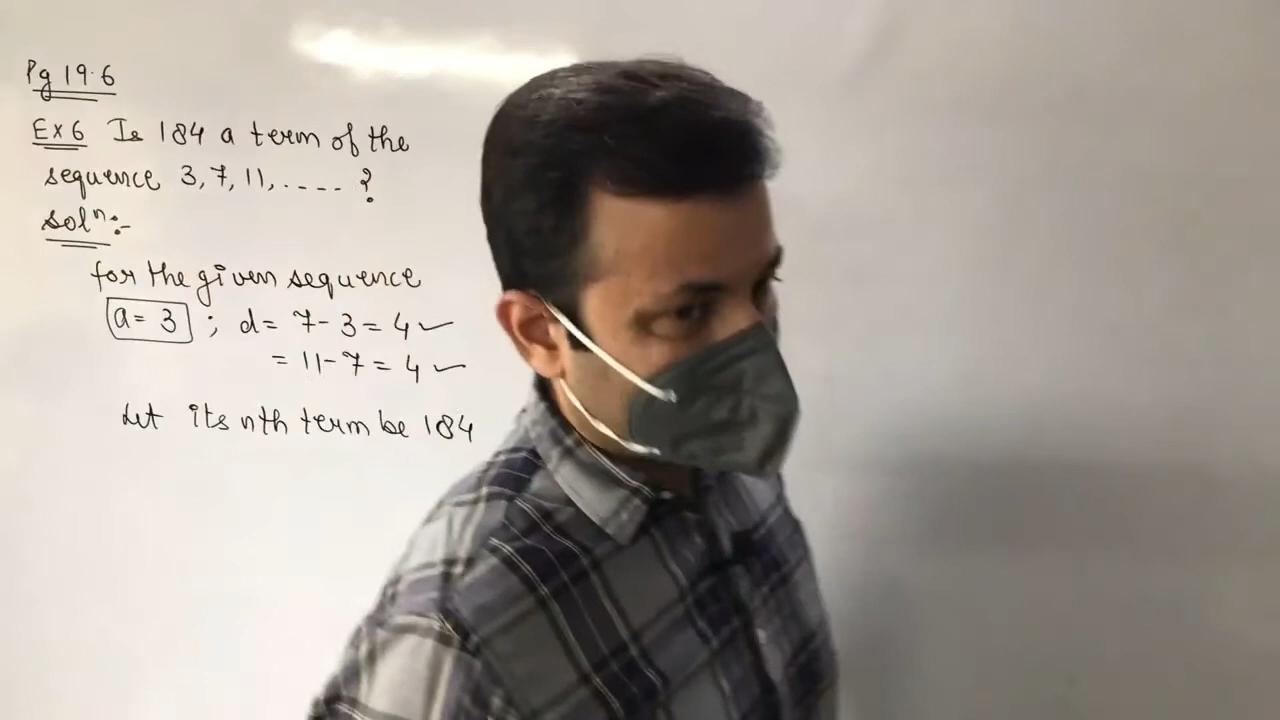 Pg 19.6
Ex 6 Is 184 a term of the
sequence 3, 7, 11, ..... ?
Solⁿ:-
for the given sequence
a = 3 ; d = 7 - 3 = 4 ✓
= 11 - 7 = 4 ✓
Let its nth term be 184